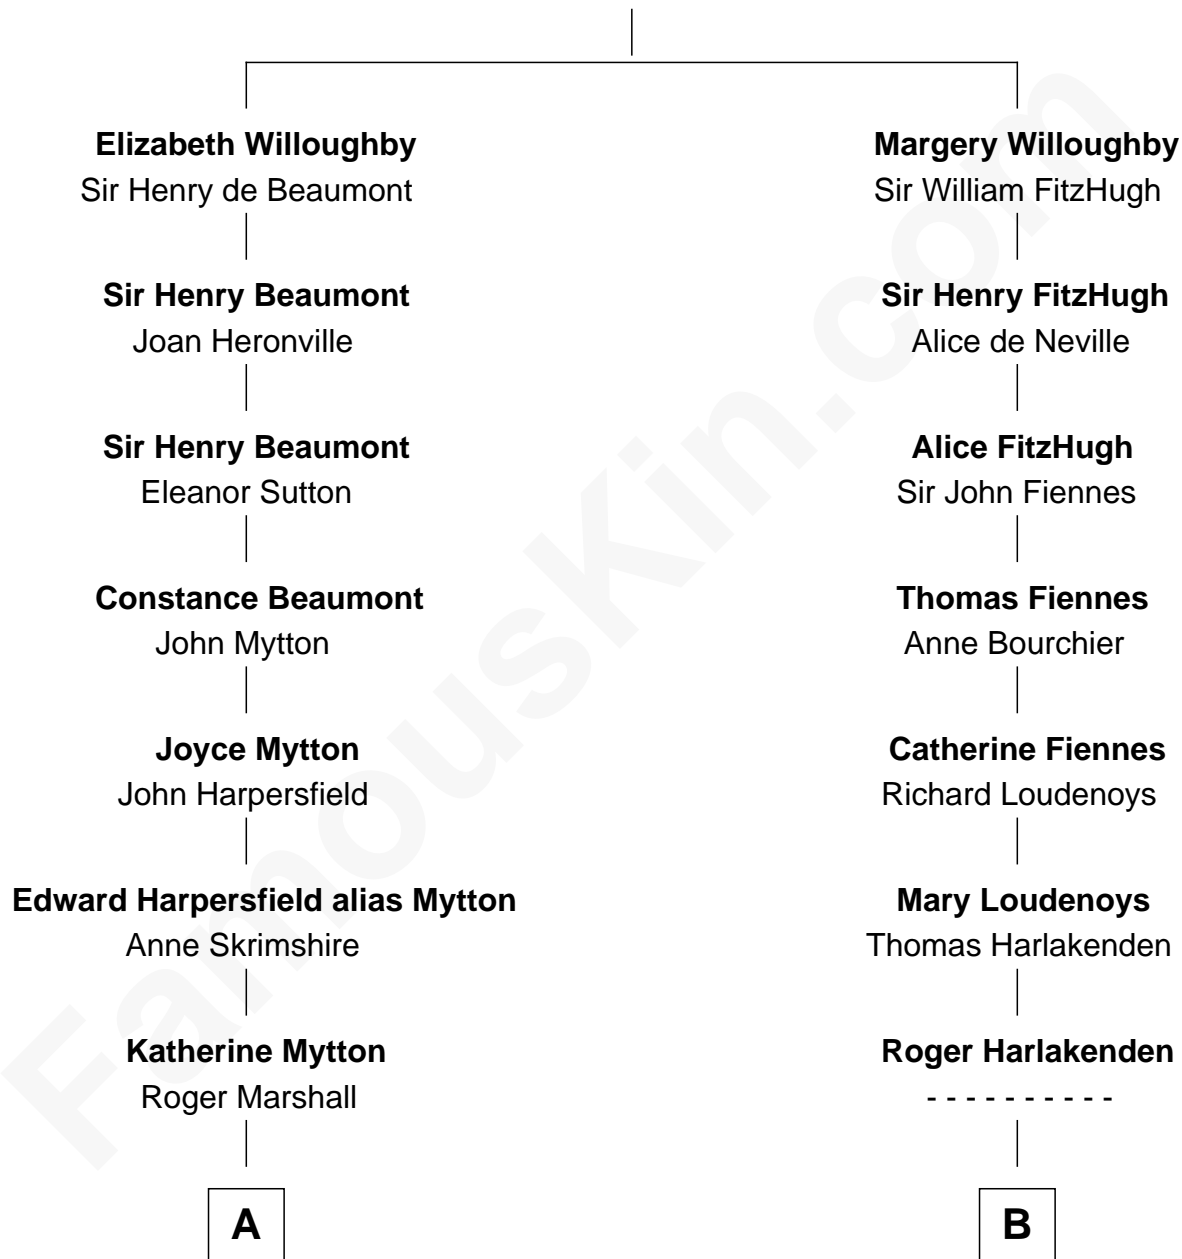 Elizabeth Willoughby
Sir Henry de Beaumont
Sir Henry Beaumont
Joan Heronville
Sir Henry Beaumont
Eleanor Sutton
Constance Beaumont
John Mytton
Joyce Mytton
John Harpersfield
Edward Harpersfield alias Mytton
Anne Skrimshire
Katherine Mytton
Roger Marshall
A
Margery Willoughby
Sir William FitzHugh
Sir Henry FitzHugh
Alice de Neville
Alice FitzHugh
Sir John Fiennes
Thomas Fiennes
Anne Bourchier
Catherine Fiennes
Richard Loudenoys
Mary Loudenoys
Thomas Harlakenden
Roger Harlakenden
- - - - - - - - - -
B
FamousKin.com